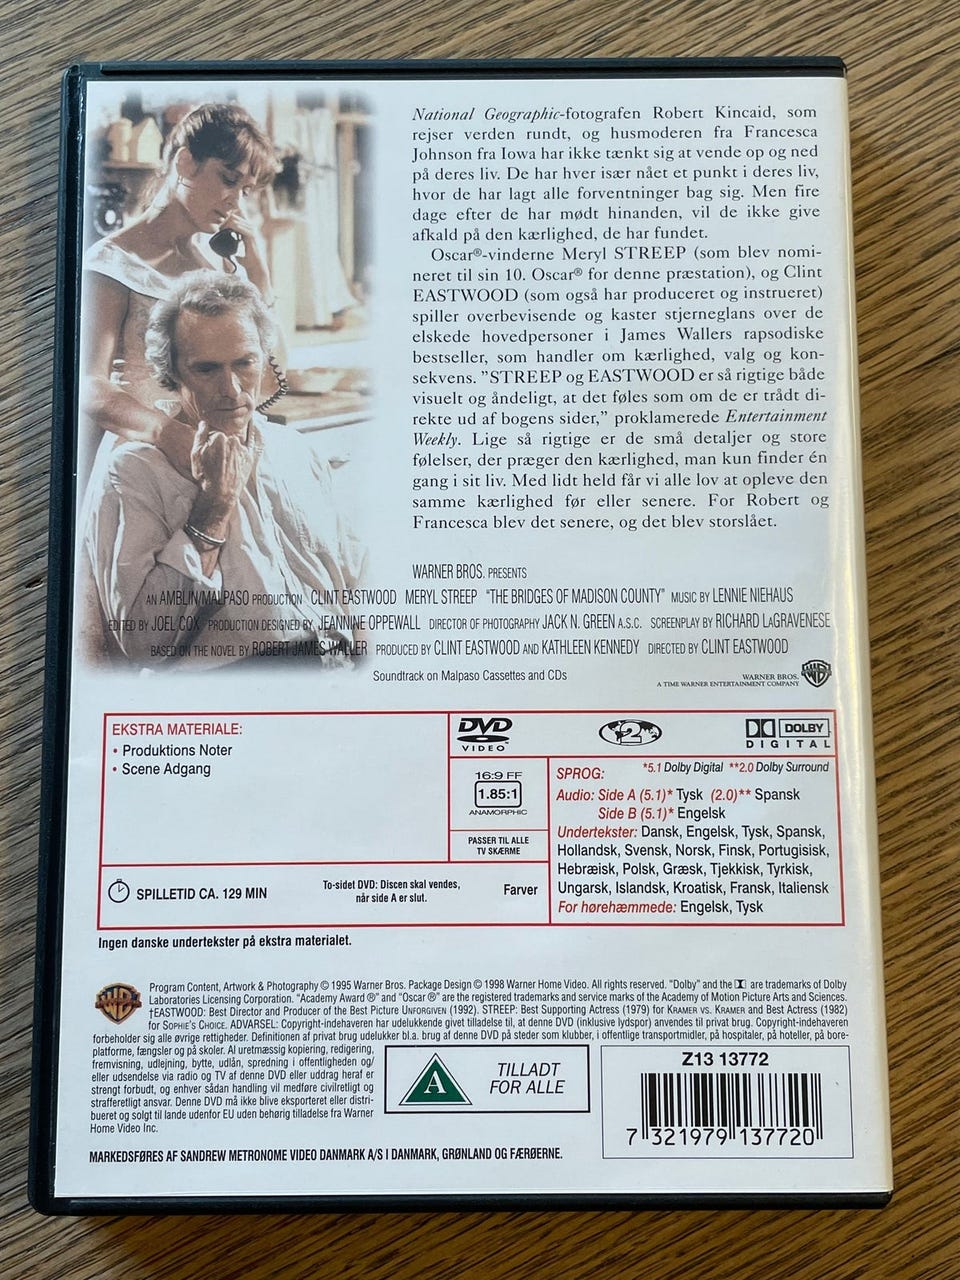 National Geographic-fotografen Robert Kincaid, som
rejser verden rundt, og husmoderen fra Francesca
Johnson fra Iowa har ikke tænkt sig at vende op og ned
på deres liv. De har hver især nået et punkt i deres liv,
hvor de har lagt alle forventninger bag sig. Men fire
dage efter de har mødt hinanden, vil de ikke give
afkald på den kærlighed, de har fundet.
Oscar®-vinderne Meryl STREEP (som blev nomi-
neret til sin 10. Oscar® for denne præstation), og Clint
EASTWOOD (som også har produceret og instrueret)
spiller overbevisende og kaster stjerneglans over de
elskede hovedpersoner i James Wallers rapsodiske
bestseller, som handler om kærlighed, valg og kon-
sekvens. ”STREEP og EASTWOOD er så rigtige både
visuelt og åndeligt, at det føles som om de er trådt di-
rekte ud af bogens sider,” proklamerede Entertainment
Weekly. Lige så rigtige er de små detaljer og store
følelser, der præger den kærlighed, man kun finder én
gang i sit liv. Med lidt held får vi alle lov at opleve den
samme kærlighed før eller senere. For Robert og
Francesca blev det senere, og det blev storslået.
WARNER BROS. PRESENTS
AN AMBLIN/MALPASO PRODUCTION CLINT EASTWOOD MERYL STREEP “THE BRIDGES OF MADISON COUNTY” MUSIC BY LENNIE NIEHAUS
EDITED BY JOEL COX PRODUCTION DESIGNED BY JEANNINE OPPEWALL DIRECTOR OF PHOTOGRAPHY JACK N. GREEN A.S.C. SCREENPLAY BY RICHARD LaGRAVENESE
BASED ON THE NOVEL BY ROBERT JAMES WALLER PRODUCED BY CLINT EASTWOOD AND KATHLEEN KENNEDY DIRECTED BY CLINT EASTWOOD
Soundtrack on Malpaso Cassettes and CDs
WARNER BROS.
A TIME WARNER ENTERTAINMENT COMPANY
EKSTRA MATERIALE:
• Produktions Noter
• Scene Adgang
DVD
VIDEO
2
DOLBY
DIGITAL
16:9 FF
1.85:1
ANAMORPHIC
PASSER TIL ALLE
TV SKÆRME
SPROG: *5.1 Dolby Digital **2.0 Dolby Surround
Audio: Side A (5.1)* Tysk (2.0)** Spansk
Side B (5.1)* Engelsk
Undertekster: Dansk, Engelsk, Tysk, Spansk,
Hollandsk, Svensk, Norsk, Finsk, Portugisisk,
Hebræisk, Polsk, Græsk, Tjekkisk, Tyrkisk,
Ungarsk, Islandsk, Kroatisk, Fransk, Italiensk
For hørehæmmede: Engelsk, Tysk
SPILLETID CA. 129 MIN
To-sidet DVD: Discen skal vendes,
når side A er slut.
Farver
Ingen danske undertekster på ekstra materialet.
Program Content, Artwork & Photography © 1995 Warner Bros. Package Design © 1998 Warner Home Video. All rights reserved. "Dolby" and the DD are trademarks of Dolby
Laboratories Licensing Corporation. "Academy Award ®" and "Oscar ®" are the registered trademarks and service marks of the Academy of Motion Picture Arts and Sciences.
†EASTWOOD: Best Director and Producer of the Best Picture UNFORGIVEN (1992). STREEP: Best Supporting Actress (1979) for KRAMER VS. KRAMER and Best Actress (1982)
for SOPHIE'S CHOICE. ADVARSEL: Copyright-indehaveren har udelukkende givet tilladelse til, at denne DVD (inklusive lydspor) anvendes til privat brug. Copyright-indehaveren
forbeholder sig alle øvrige rettigheder. Definitionen af privat brug udelukker bl.a. brug af denne DVD på steder som klubber, i offentlige transportmidler, på hospitaler, på hoteller, på bore-
platforme, fængsler og på skoler. Al uretmæssig kopiering, redigering,
fremvisning, udlejning, bytte, udlån, spredning i offentligheden og/
eller udsendelse via radio og TV af denne DVD eller uddrag heraf er
strengt forbudt, og enhver sådan handling vil medføre civilretligt og
strafferetligt ansvar. Denne DVD må ikke blive eksporteret eller distri-
bueret og solgt til lande udenfor EU uden behørig tilladelse fra Warner
Home Video Inc.
A
TILLADT
FOR ALLE
Z13 13772
7 321979 137720
MARKEDSFØRES AF SANDREW METRONOME VIDEO DANMARK A/S I DANMARK, GRØNLAND OG FÆRØERNE.